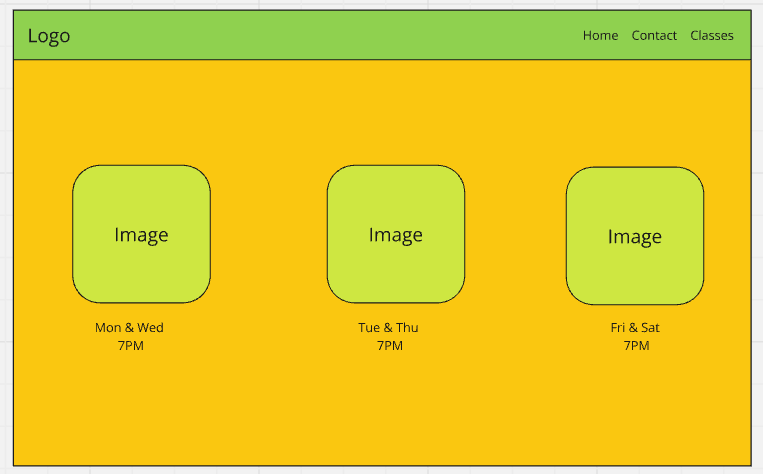 Logo
Home Contact Classes
Image
Image
Image
Mon & Wed
7PM
Tue & Thu
7PM
Fri & Sat
7PM